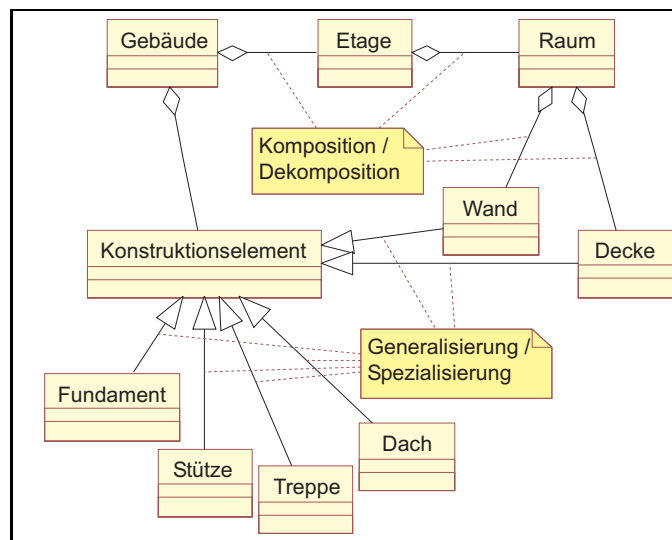 Gebäude
Etage
Raum
Komposition /
Dekomposition
Wand
Konstruktionselement
Decke
Generalisierung /
Spezialisierung
Fundament
Dach
Stütze
Treppe